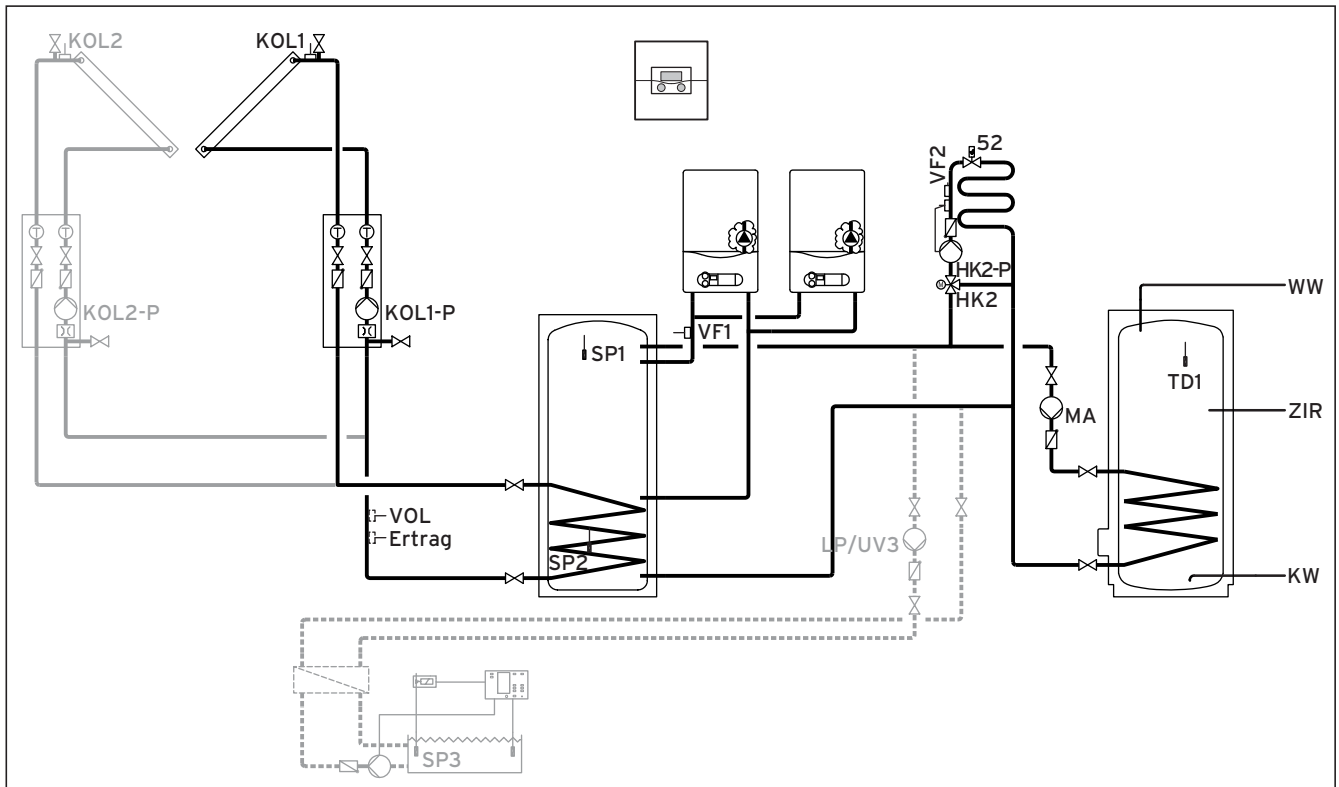 KOL2
KOL1
52
VF2
T
T
T
T
KOL2-P
KOL1-P
HK2-P
M
HK2
WW
VF1
SP1
TD1
ZIR
MA
VOL
Ertrag
SP2
LP/UV3
KW
SP3